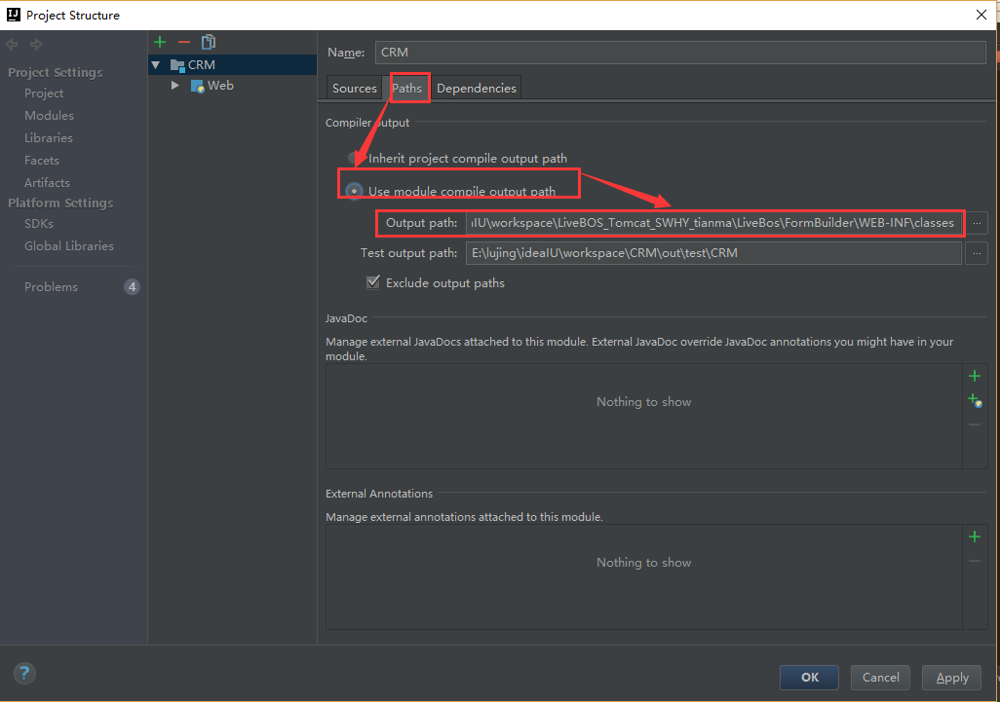 Project Structure
Project Settings
Project
Modules
Libraries
Facets
Artifacts
Platform Settings
SDKs
Global Libraries
Problems 4
CRM
Web
Name: CRM
Sources Paths Dependencies
Compiler output
Inherit project compile output path
Use module compile output path
Output path: IU\workspace\LiveBOS_Tomcat_SWHY_tianma\LiveBos\FormBuilder\WEB-INF\classes ...
Test output path: E:\lujing\ideaIU\workspace\CRM\out\test\CRM ...
Exclude output paths
JavaDoc
Manage external JavaDocs attached to this module. External JavaDoc override JavaDoc annotations you might have in your
module.
Nothing to show
External Annotations
Manage external annotations attached to this module.
Nothing to show
? OK Cancel Apply